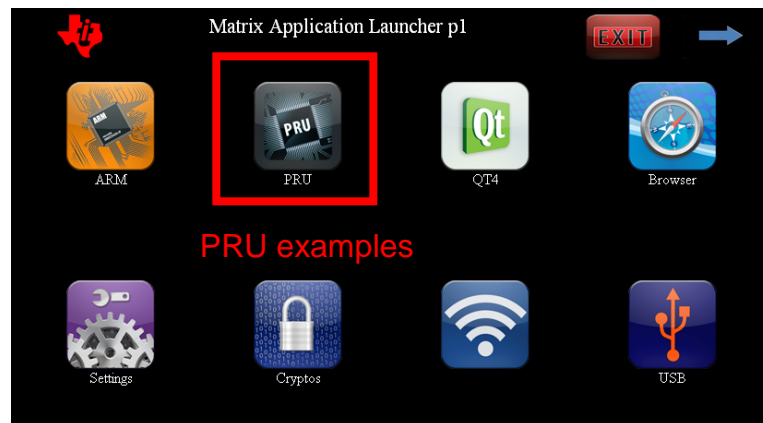 Matrix Application Launcher p1
EXIT
ARM
PRU
Qt
ARM
PRU
QT4
Browser
PRU examples
Settings
Cryptos
USB